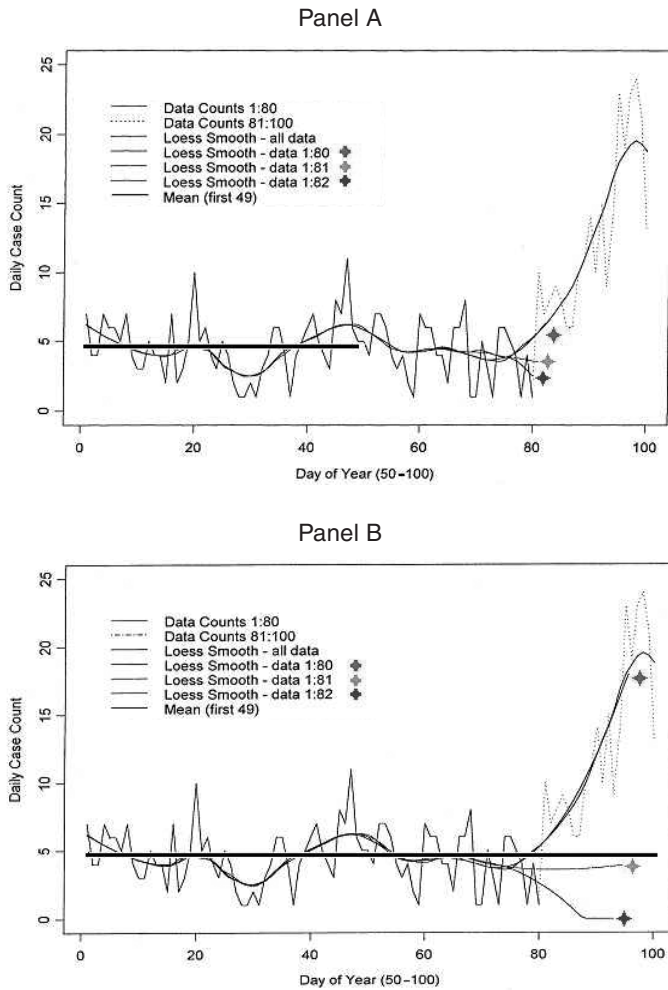 Panel A
25
20
15
10
5
0
Daily Case Count
Data Counts 1:80
Data Counts 81:100
Loess Smooth - all data
Loess Smooth - data 1:80
Loess Smooth - data 1:81
Loess Smooth - data 1:82
Mean (first 49)
0 20 40 60 80 100
Day of Year (50-100)
Panel B
25
20
15
10
5
0
Daily Case Count
Data Counts 1:80
Data Counts 81:100
Loess Smooth - all data
Loess Smooth - data 1:80
Loess Smooth - data 1:81
Loess Smooth - data 1:82
Mean (first 49)
0 20 40 60 80 100
Day of Year (50-100)